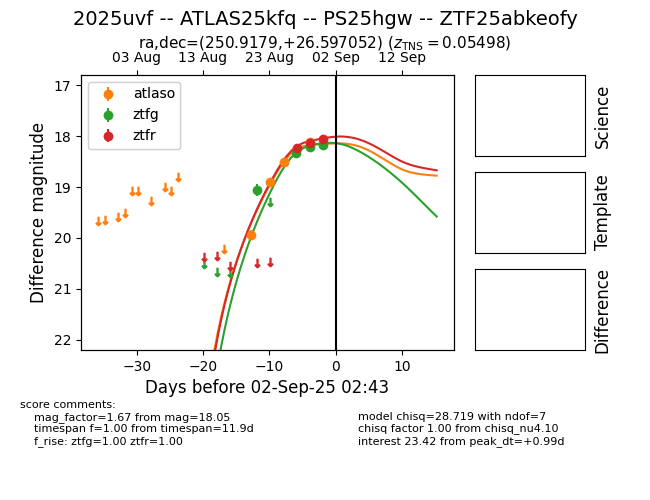 2025uvf -- ATLAS25kfq -- PS25hgw -- ZTF25abkeofy
ra,dec=(250.9179,+26.597052) (z_TNS = 0.05498)
03 Aug 13 Aug 23 Aug 02 Sep 12 Sep
atlaso
ztfg
ztfr
17
18
19
20
21
22
Difference magnitude
−30 −20 −10 0 10
Days before 02-Sep-25 02:43
Science
Template
Difference
score comments:
mag_factor=1.67 from mag=18.05
timespan f=1.00 from timespan=11.9d
f_rise: ztfg=1.00 ztfr=1.00
model chisq=28.719 with ndof=7
chisq factor 1.00 from chisq_nu4.10
interest 23.42 from peak_dt=+0.99d